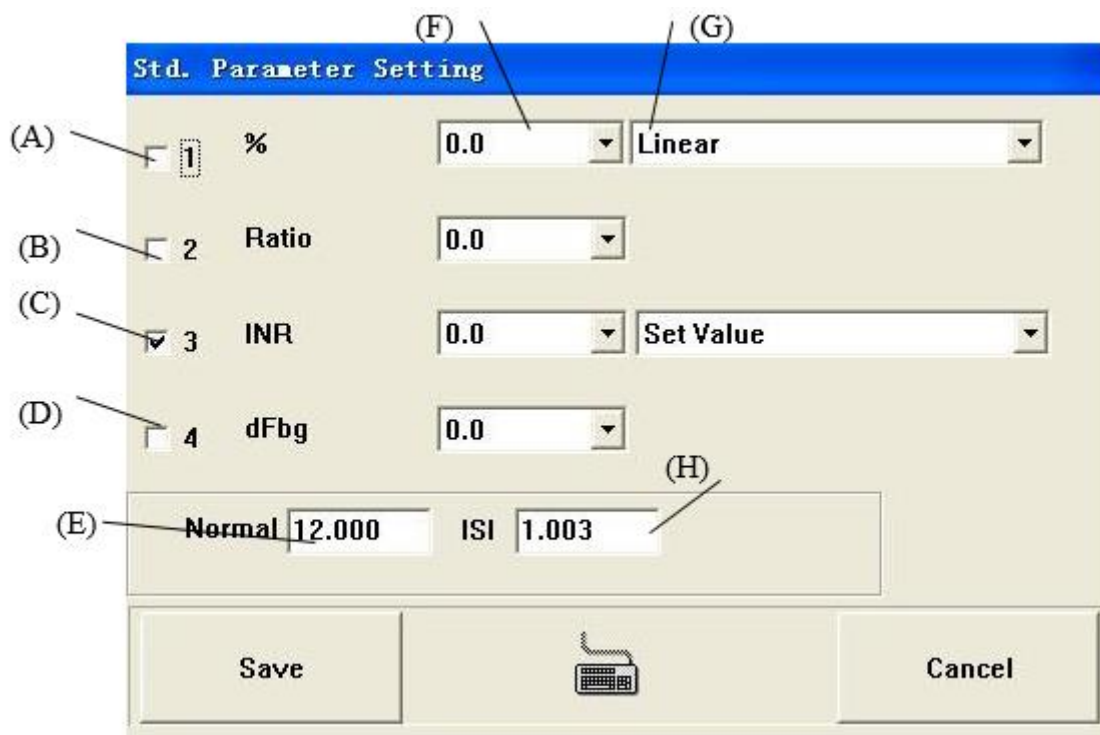 (F) (G)
Std. Parameter Setting
(A) 1 % 0.0 Linear
(B) 2 Ratio 0.0
(C) 3 INR 0.0 Set Value
(D) 4 dFbg 0.0
(H)
(E) Normal 12.000 ISI 1.003
Save Cancel